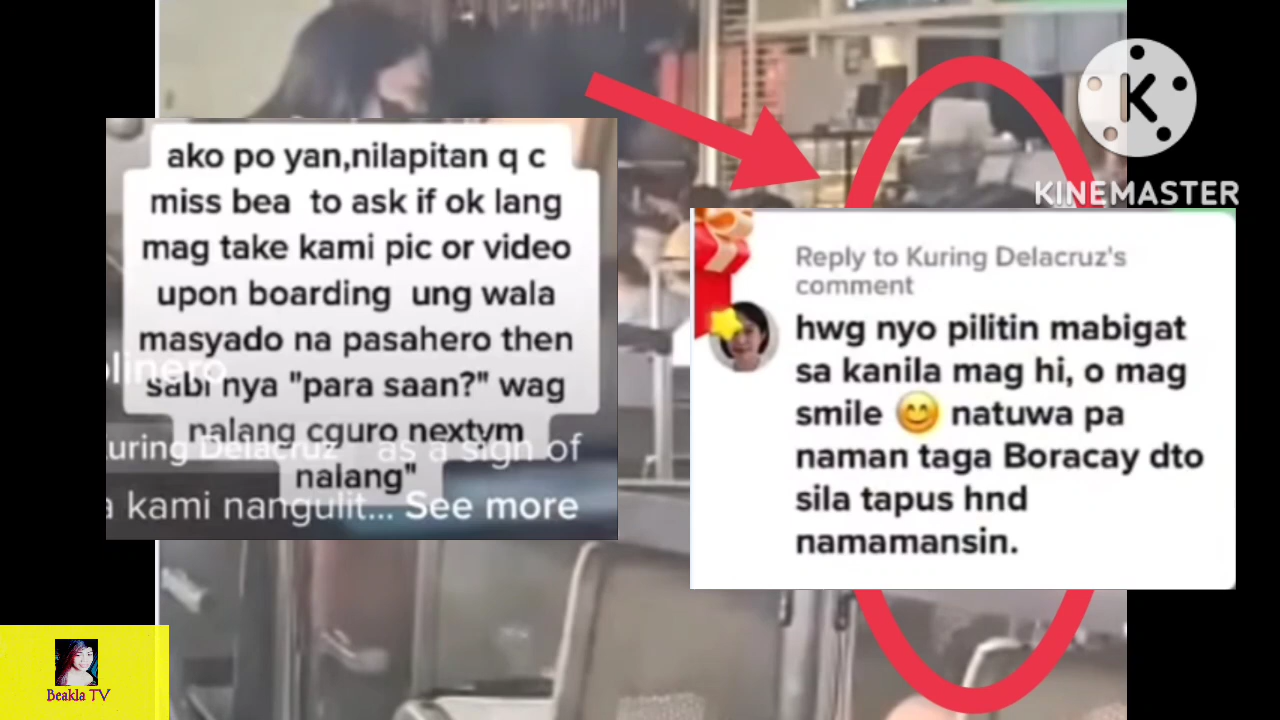 ako po yan,nilapitan q c
miss bea to ask if ok lang
mag take kami pic or video
upon boarding ung wala
masyado na pasahero then
sabi nya "para saan?" wag
nalang cguro nextym
nalang"
olinero
uring Delacruz as a sign of
a kami nangulit... See more
K
KINEMASTER
Reply to Kuring Delacruz's
comment
hwg nyo pilitin mabigat
sa kanila mag hi, o mag
smile 😊 natuwa pa
naman taga Boracay dto
sila tapus hnd
namamansin.
Beakla TV